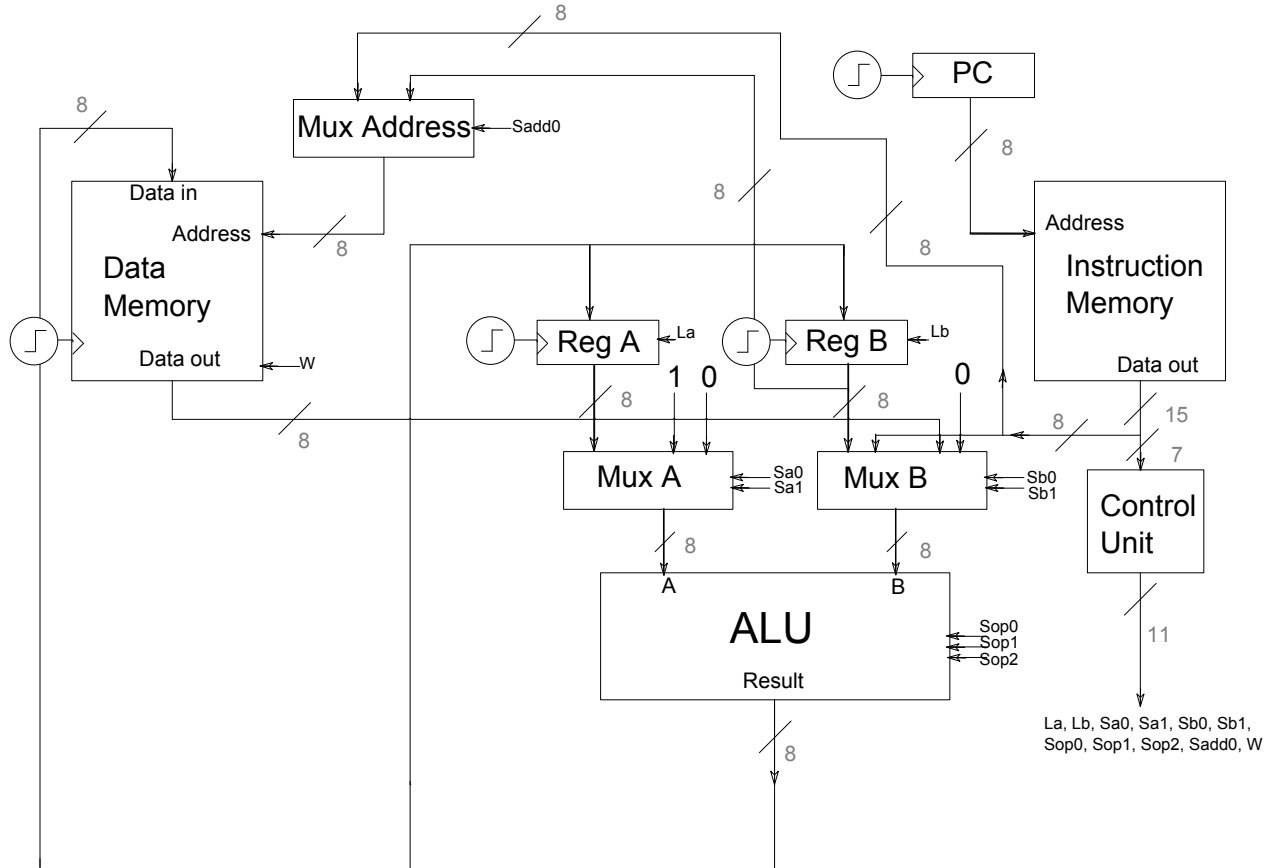 8
PC
8
Mux Address
Sadd0
8
8
Data in
Address
8
8
8
Address
Data
Memory
Instruction
Memory
Data out
W
Reg A
La
Reg B
Lb
Data out
1 0
0
8
8
8
8
15
7
Mux A
Sa0
Sa1
Mux B
Sb0
Sb1
Control
Unit
8
8
A
B
ALU
Sop0
Sop1
Sop2
Result
11
8
La, Lb, Sa0, Sa1, Sb0, Sb1,
Sop0, Sop1, Sop2, Sadd0, W